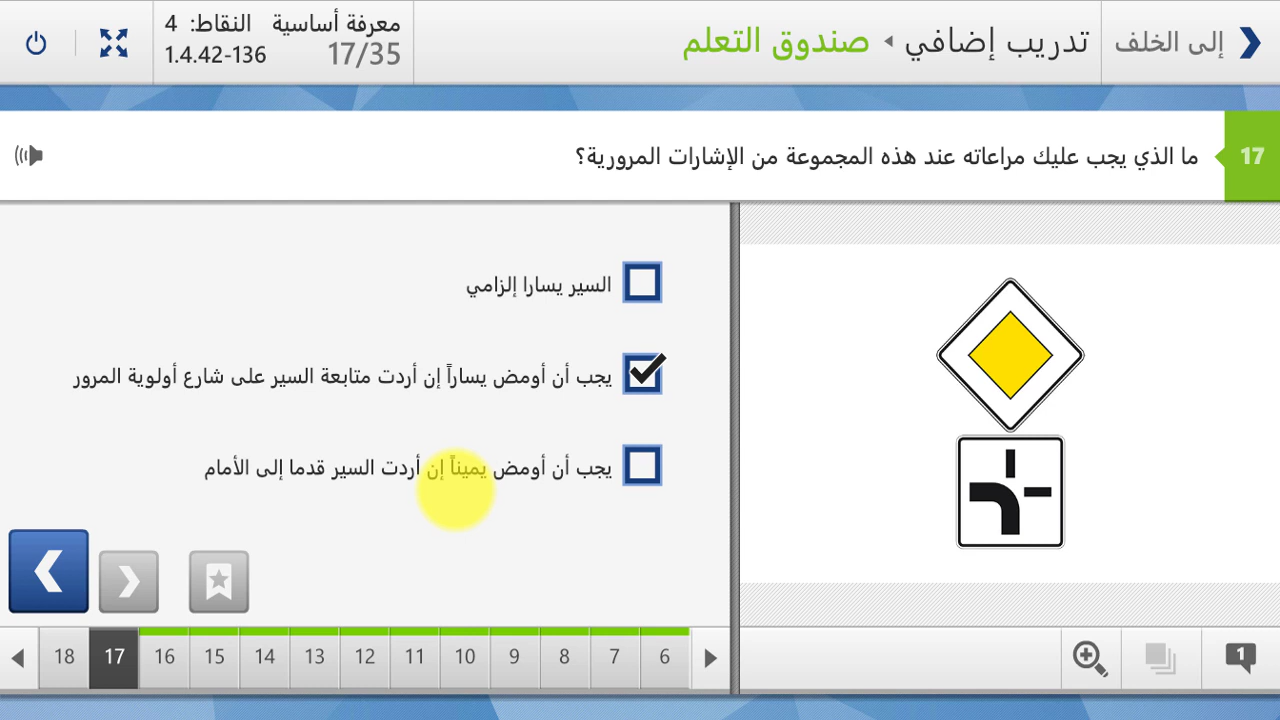 إلى الخلف
تدريب إضافي
صندوق التعلم
معرفة أساسية النقاط: 4
17/35 1.4.42-136
17
ما الذي يجب عليك مراعاته عند هذه المجموعة من الإشارات المرورية؟
السير يسارا إلزامي
يجب أن أومض يساراً إن أردت متابعة السير على شارع أولوية المرور
يجب أن أومض يميناً إن أردت السير قدما إلى الأمام
18 17 16 15 14 13 12 11 10 9 8 7 6
1